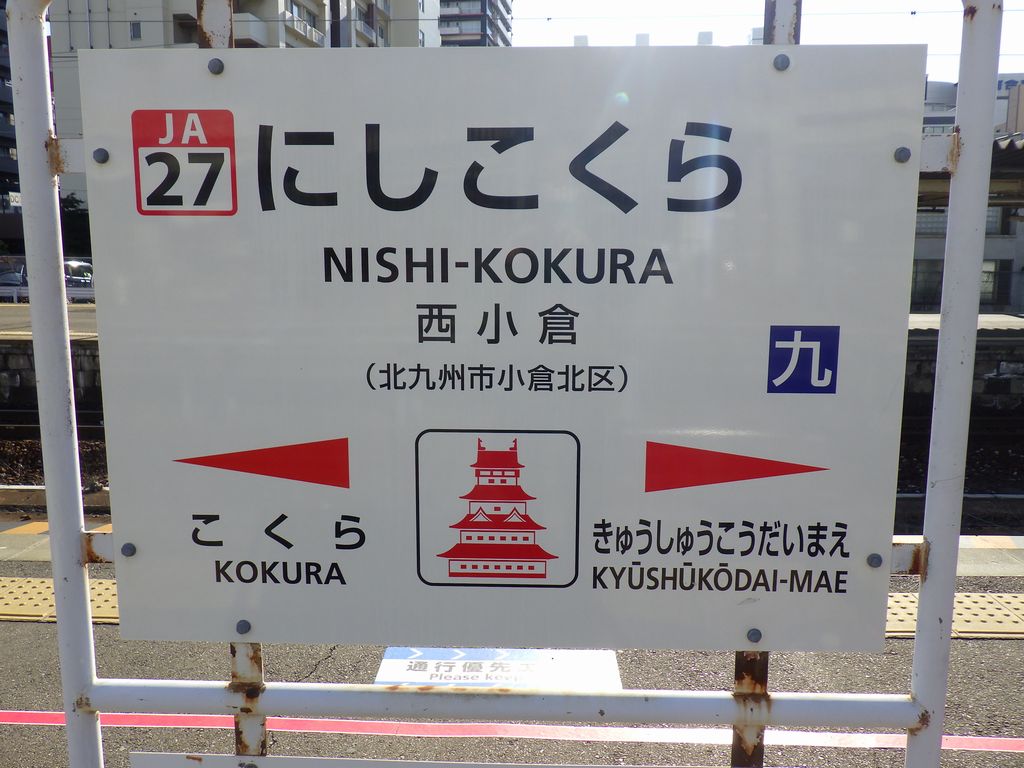 JA
27
にしこくら
NISHI-KOKURA
西小倉
(北九州市小倉北区)
九
こくら
KOKURA
きゅうしゅうこうだいまえ
KYŪSHŪKŌDAI-MAE
通行優先
Please keep